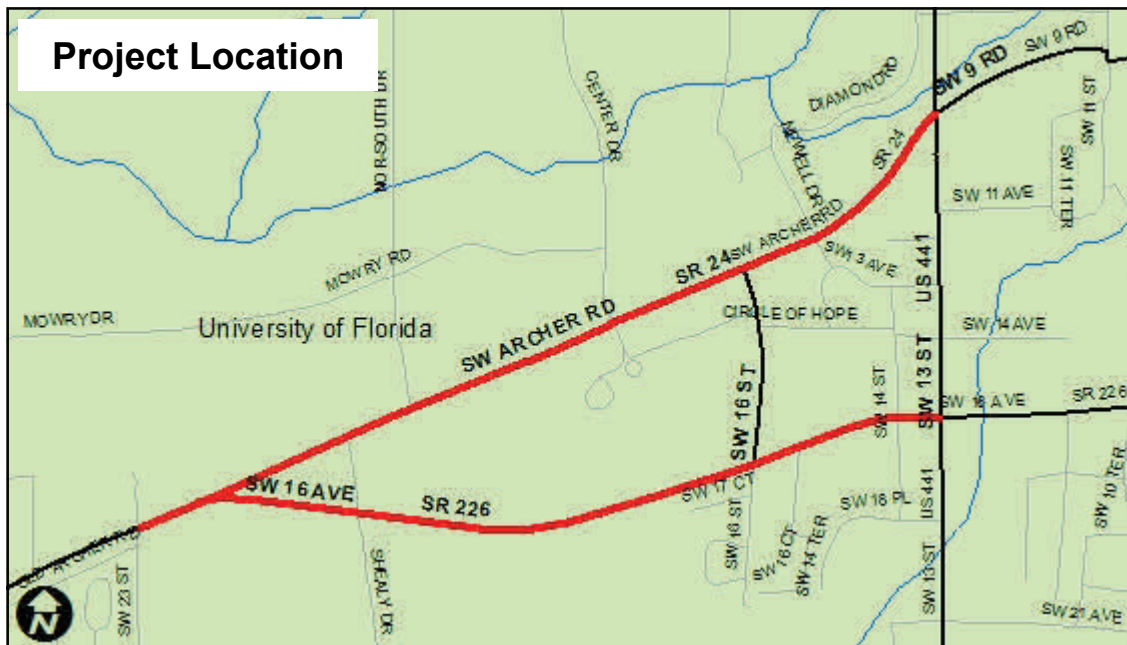 Project Location
SW 9 RD
SW 9 RD
DIAMOND RD
CENTER DR
NORSOUTH DR
NEWELL DR
SR 24
SW 11 ST
SW 11 TER
SW 11 AVE
SW ARCHER RD
SR 24
SW 13 AVE
US 441
MOWRY RD
MOWRY DR
University of Florida
CIRCLE OF HOPE
SW 14 AVE
SW ARCHER RD
SW 16 ST
SW 14 ST
SW 13 ST
SW 16 AVE
SR 226
SW 16 AVE
SR 226
SW 17 CT
SW 16 PL
US 441
SW 10 TER
OLD ARCHER RD
SW 23 ST
SHEALY DR
SW 16 ST
SW 16 CT
SW 14 TER
SW 13 ST
SW 21 AVE
N